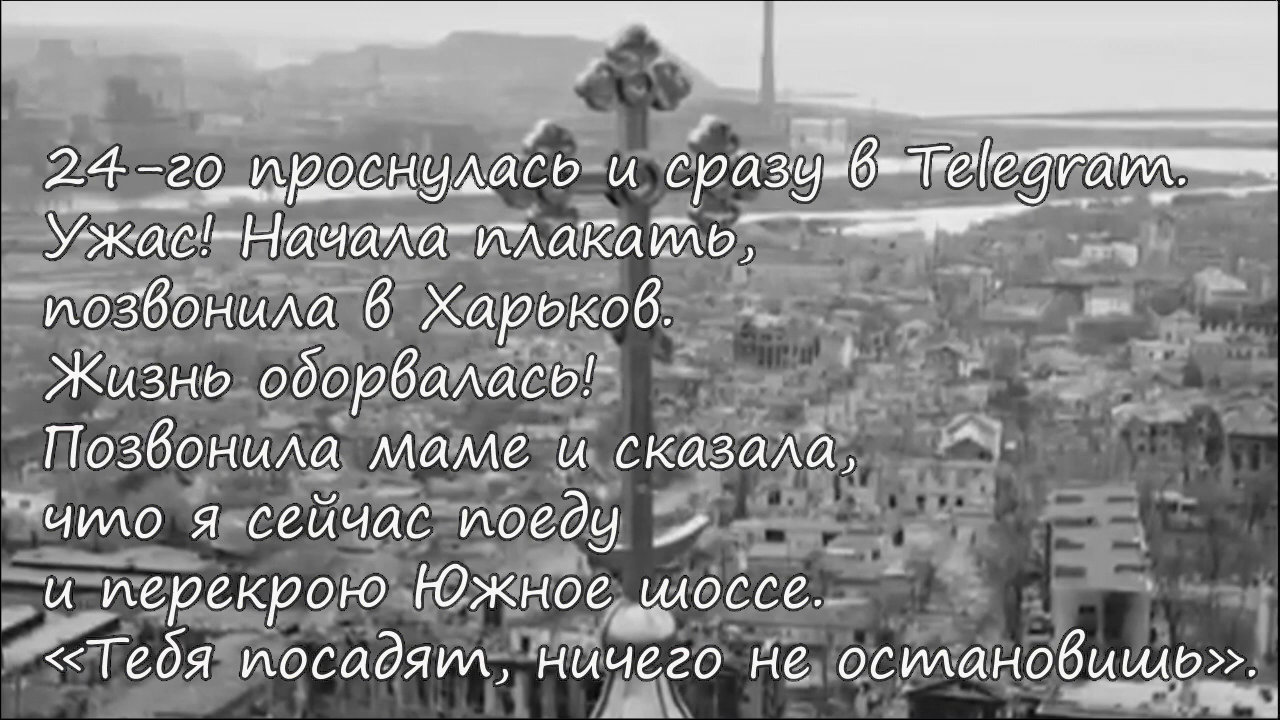 24-го проснулась и сразу в Telegram.
Ужас! Начала плакать,
позвонила в Харьков.
Жизнь оборвалась!
Позвонила маме и сказала,
что я сейчас поеду
и перекрою Южное шоссе.
«Тебя посадят, ничего не остановишь».